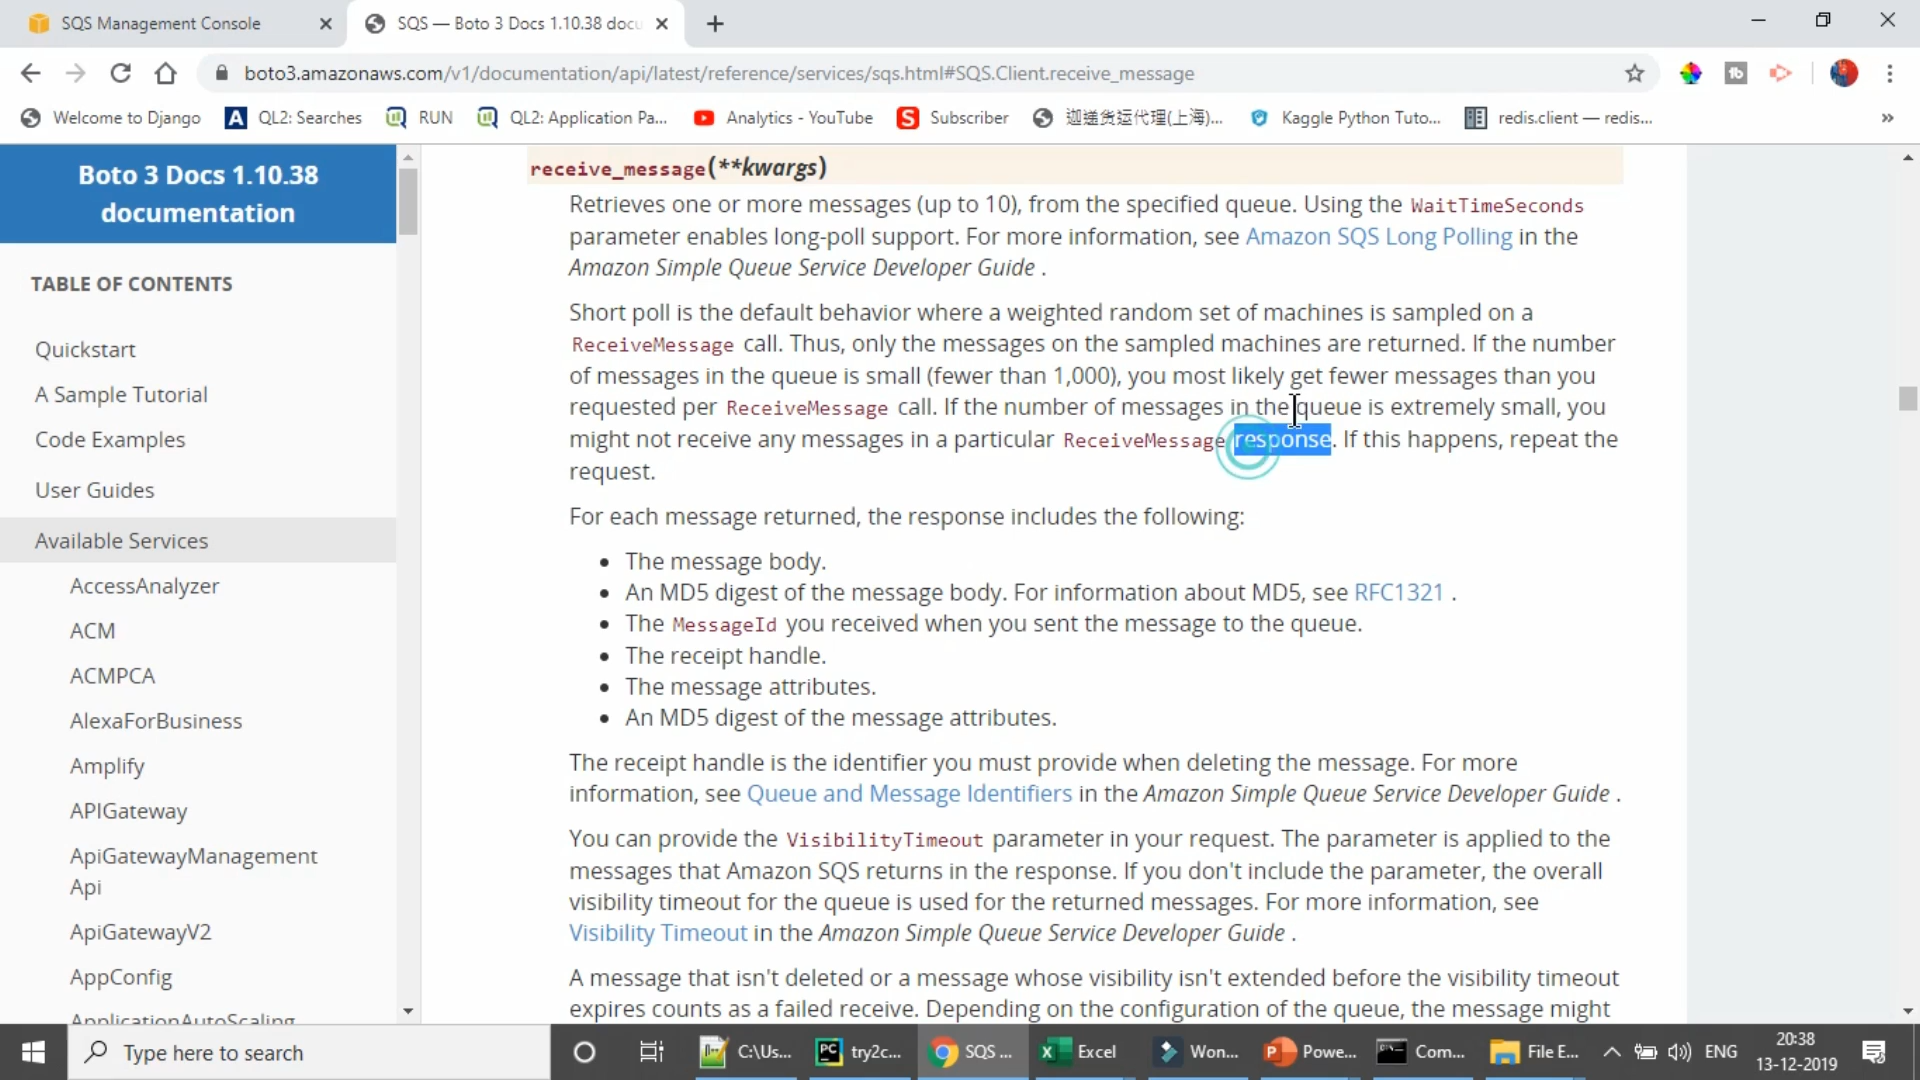 SQS Management Console
SQS — Boto 3 Docs 1.10.38 docu
boto3.amazonaws.com/v1/documentation/api/latest/reference/services/sqs.html#SQS.Client.receive_message
Welcome to Django
QL2: Searches
RUN
QL2: Application Pa...
Analytics - YouTube
Subscriber
迦递货运代理(上海)...
Kaggle Python Tuto...
redis.client — redis...
»
Boto 3 Docs 1.10.38
documentation
TABLE OF CONTENTS
Quickstart
A Sample Tutorial
Code Examples
User Guides
Available Services
AccessAnalyzer
ACM
ACMPCA
AlexaForBusiness
Amplify
APIGateway
ApiGatewayManagement
Api
ApiGatewayV2
AppConfig
ApplicationAutoScaling
receive_message(**kwargs)
Retrieves one or more messages (up to 10), from the specified queue. Using the WaitTimeSeconds
parameter enables long-poll support. For more information, see Amazon SQS Long Polling in the
Amazon Simple Queue Service Developer Guide .
Short poll is the default behavior where a weighted random set of machines is sampled on a
ReceiveMessage call. Thus, only the messages on the sampled machines are returned. If the number
of messages in the queue is small (fewer than 1,000), you most likely get fewer messages than you
requested per ReceiveMessage call. If the number of messages in the queue is extremely small, you
might not receive any messages in a particular ReceiveMessage response. If this happens, repeat the
request.
For each message returned, the response includes the following:
• The message body.
• An MD5 digest of the message body. For information about MD5, see RFC1321 .
• The MessageId you received when you sent the message to the queue.
• The receipt handle.
• The message attributes.
• An MD5 digest of the message attributes.
The receipt handle is the identifier you must provide when deleting the message. For more
information, see Queue and Message Identifiers in the Amazon Simple Queue Service Developer Guide .
You can provide the VisibilityTimeout parameter in your request. The parameter is applied to the
messages that Amazon SQS returns in the response. If you don't include the parameter, the overall
visibility timeout for the queue is used for the returned messages. For more information, see
Visibility Timeout in the Amazon Simple Queue Service Developer Guide .
A message that isn't deleted or a message whose visibility isn't extended before the visibility timeout
expires counts as a failed receive. Depending on the configuration of the queue, the message might
Type here to search
C:\Us...
try2c...
SQS ...
Excel
Won...
Powe...
Com...
File E...
ENG
20:38
13-12-2019